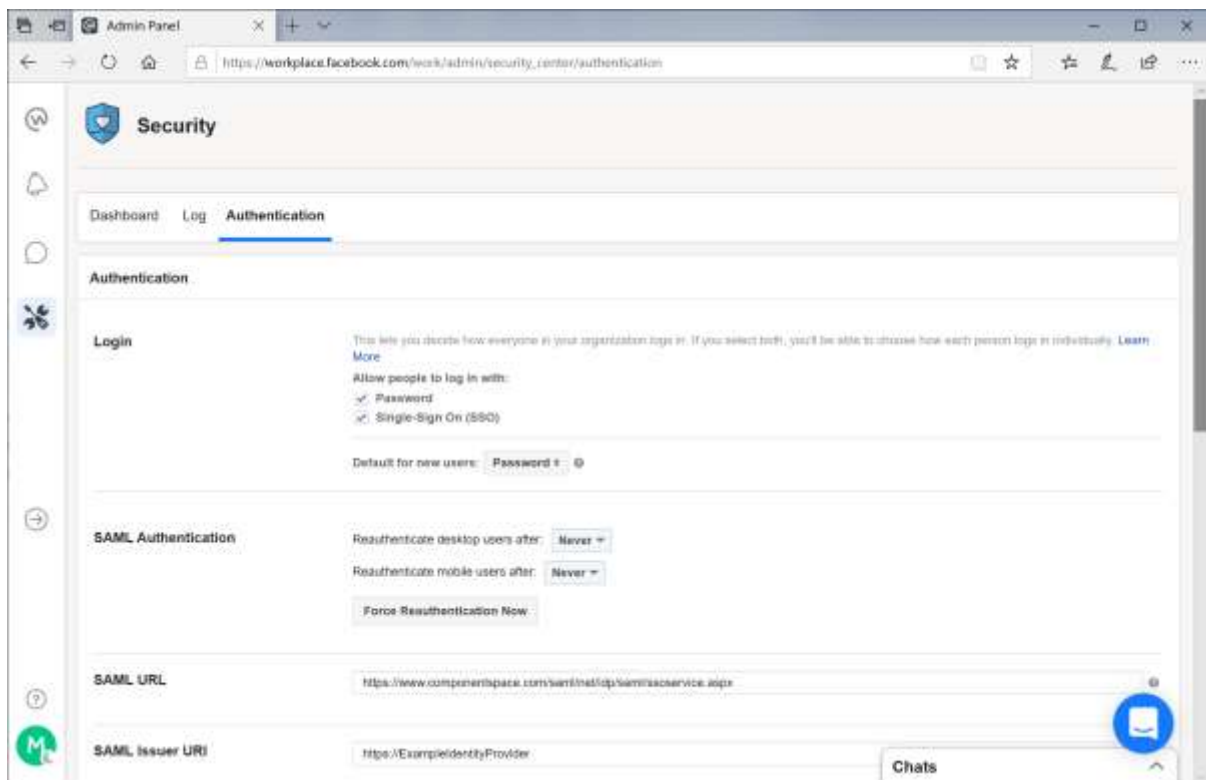 Admin Panel
https://workplace.facebook.com/work/admin/security_center/authentication
Security
Dashboard Log Authentication
Authentication
Login
This lets you decide how everyone in your organization logs in. If you select both, you'll be able to choose how each person logs in individually. Learn
More
Allow people to log in with:
Password
Single-Sign On (SSO)
Default for new users: Password
SAML Authentication
Reauthenticate desktop users after: Never
Reauthenticate mobile users after: Never
Force Reauthentication Now
SAML URL
https://www.componentspace.com/saml/net/idp/saml/ssoservice.aspx
SAML Issuer URI
https://ExampleIdentityProvider
Chats
M